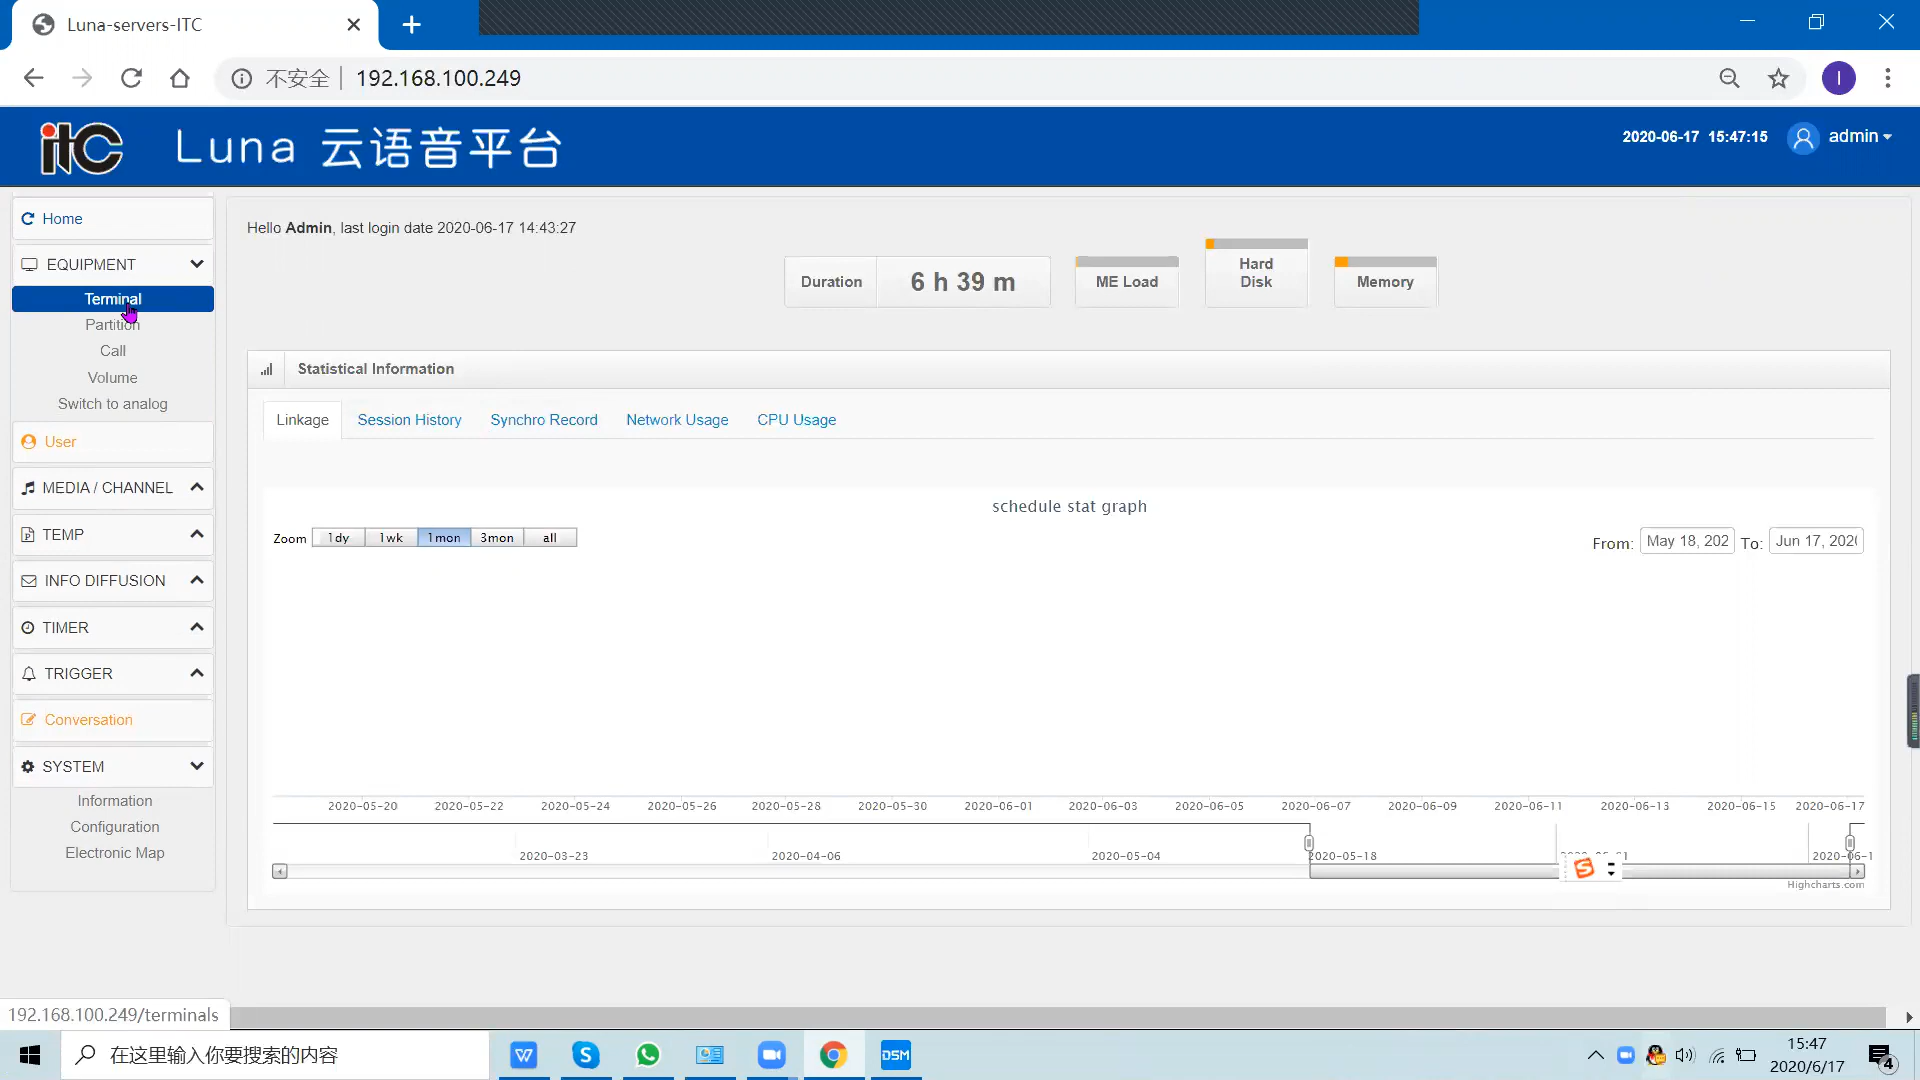 Luna-servers-ITC
不安全 192.168.100.249
itC Luna 云语音平台
2020-06-17 15:47:15 admin
Home
EQUIPMENT
Terminal
Partition
Call
Volume
Switch to analog
User
MEDIA / CHANNEL
TEMP
INFO DIFFUSION
TIMER
TRIGGER
Conversation
SYSTEM
Information
Configuration
Electronic Map
Hello Admin, last login date 2020-06-17 14:43:27
Duration 6 h 39 m
ME Load
Hard
Disk
Memory
Statistical Information
Linkage Session History Synchro Record Network Usage CPU Usage
schedule stat graph
Zoom 1dy 1wk 1mon 3mon all
From: May 18, 202 To: Jun 17, 202
2020-05-20 2020-05-22 2020-05-24 2020-05-26 2020-05-28 2020-05-30 2020-06-01 2020-06-03 2020-06-05 2020-06-07 2020-06-09 2020-06-11 2020-06-13 2020-06-15 2020-06-17
2020-03-23 2020-04-06 2020-05-04 2020-05-18 2020-06-1
Highcharts.com
192.168.100.249/terminals
在这里输入你要搜索的内容
DSM
15:47
2020/6/17
4